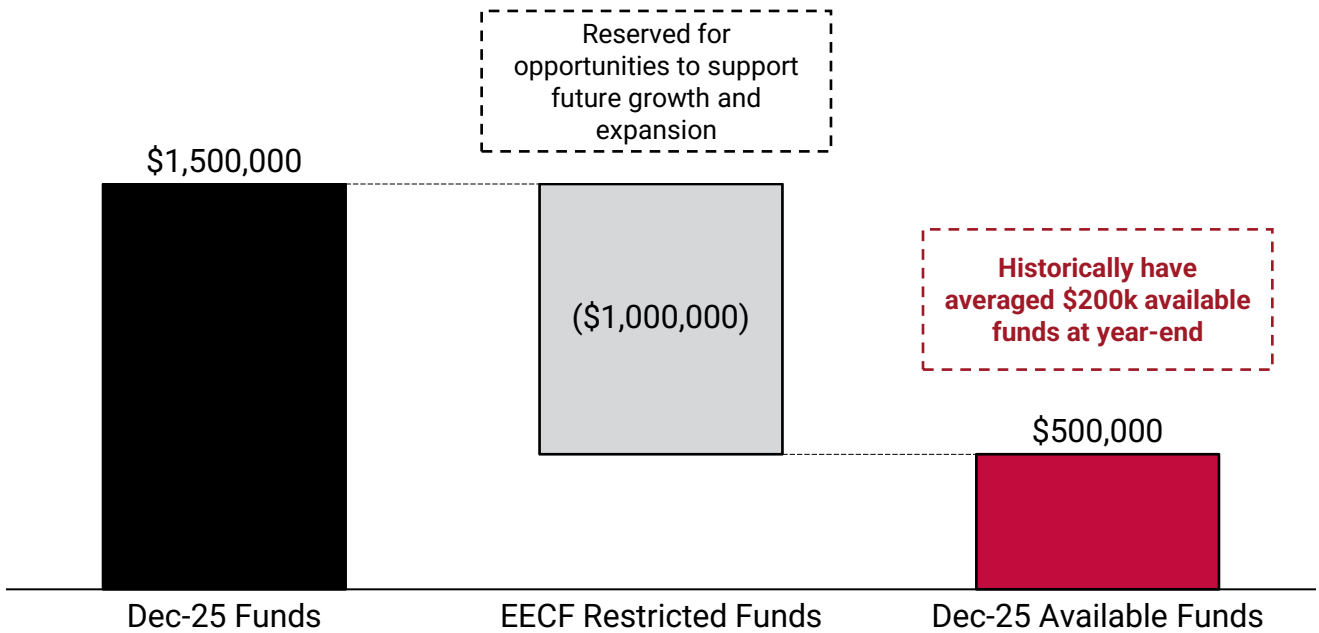 Reserved for
opportunities to support
future growth and
expansion
$1,500,000
($1,000,000)
Historically have
averaged $200k available
funds at year-end
$500,000
Dec-25 Funds
EECF Restricted Funds
Dec-25 Available Funds